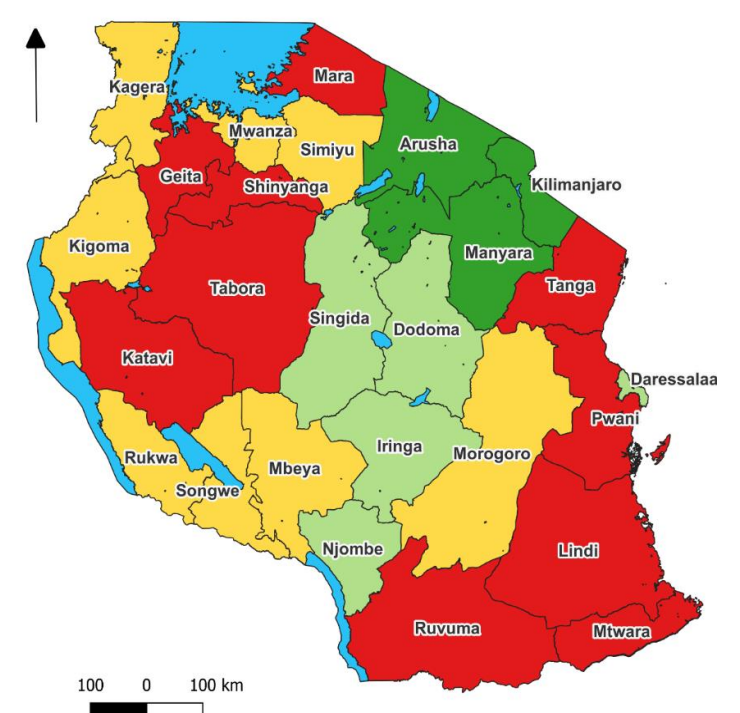 Mara
Kagera
Mwanza
Arusha
Simiyu
Geita
Shinyanga
Kilimanjaro
Kigoma
Manyara
Tabora
Tanga
Singida
Dodoma
Katavi
Daressalaa
Pwani
Iringa
Rukwa
Mbeya
Morogoro
Songwe
Njombe
Lindi
Ruvuma
Mtwara
100 0 100 km